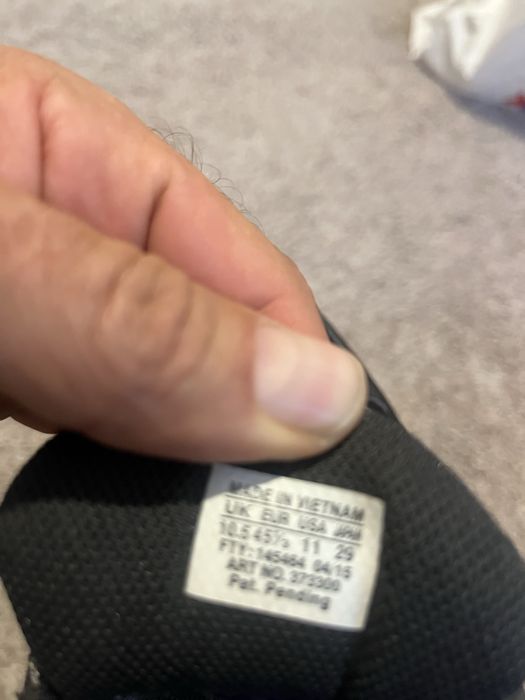 MADE IN VIETNAM
UK EUR USA JPN
10.5 45⅓ 11 29
FTY: 145464 04/15
ART NO. 373300
Pat. Pending